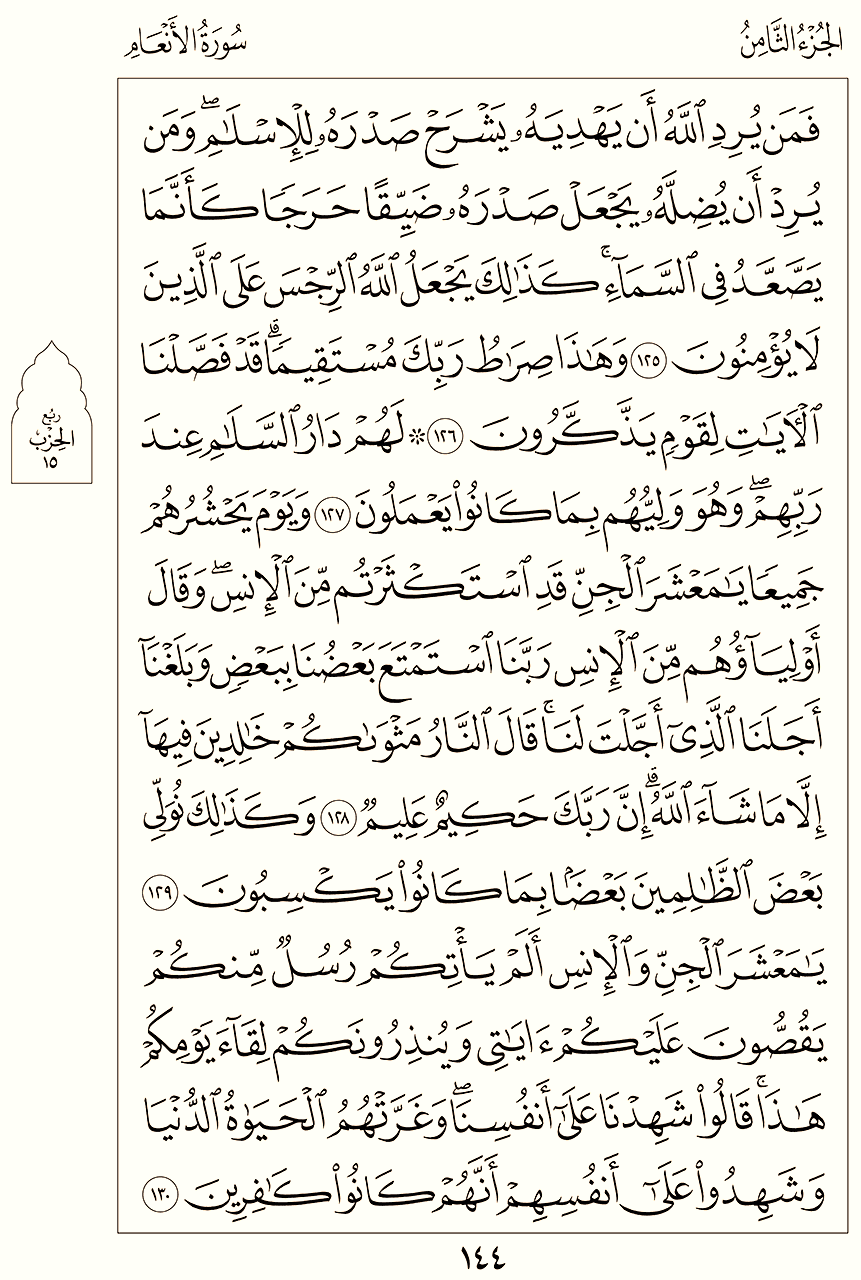 الجُزْءُ الثَّامِنُ
سُورَةُ الأَنْعَامِ
فَمَن يُرِدِ ٱللَّهُ أَن يَهْدِيَهُۥ يَشْرَحْ صَدْرَهُۥ لِلْإِسْلَـٰمِۖ وَمَن
يُرِدْ أَن يُضِلَّهُۥ يَجْعَلْ صَدْرَهُۥ ضَيِّقًا حَرَجًا كَأَنَّمَا
يَصَّعَّدُ فِى ٱلسَّمَآءِۚ كَذَٰلِكَ يَجْعَلُ ٱللَّهُ ٱلرِّجْسَ عَلَى ٱلَّذِينَ
لَا يُؤْمِنُونَ ١٢٥ وَهَـٰذَا صِرَٰطُ رَبِّكَ مُسْتَقِيمًاۗ قَدْ فَصَّلْنَا
ٱلْـَٔايَـٰتِ لِقَوْمٍ يَذَّكَّرُونَ ١٢٦ ۞ لَهُمْ دَارُ ٱلسَّلَـٰمِ عِندَ
رَبِّهِمْۖ وَهُوَ وَلِيُّهُم بِمَا كَانُوا۟ يَعْمَلُونَ ١٢٧ وَيَوْمَ يَحْشُرُهُمْ
جَمِيعًا يَـٰمَعْشَرَ ٱلْجِنِّ قَدِ ٱسْتَكْثَرْتُم مِّنَ ٱلْإِنسِۖ وَقَالَ
أَوْلِيَآؤُهُم مِّنَ ٱلْإِنسِ رَبَّنَا ٱسْتَمْتَعَ بَعْضُنَا بِبَعْضٍ وَبَلَغْنَآ
أَجَلَنَا ٱلَّذِىٓ أَجَّلْتَ لَنَاۚ قَالَ ٱلنَّارُ مَثْوَىٰكُمْ خَـٰلِدِينَ فِيهَآ
إِلَّا مَا شَآءَ ٱللَّهُۗ إِنَّ رَبَّكَ حَكِيمٌ عَلِيمٌ ١٢٨ وَكَذَٰلِكَ نُوَلِّى
بَعْضَ ٱلظَّـٰلِمِينَ بَعْضًۢا بِمَا كَانُوا۟ يَكْسِبُونَ ١٢٩
يَـٰمَعْشَرَ ٱلْجِنِّ وَٱلْإِنسِ أَلَمْ يَأْتِكُمْ رُسُلٌ مِّنكُمْ
يَقُصُّونَ عَلَيْكُمْ ءَايَـٰتِى وَيُنذِرُونَكُمْ لِقَآءَ يَوْمِكُمْ
هَـٰذَاۚ قَالُوا۟ شَهِدْنَا عَلَىٰٓ أَنفُسِنَاۖ وَغَرَّتْهُمُ ٱلْحَيَوٰةُ ٱلدُّنْيَا
وَشَهِدُوا۟ عَلَىٰٓ أَنفُسِهِمْ أَنَّهُمْ كَانُوا۟ كَـٰفِرِينَ ١٣٠
رُبْع
الحِزْب
١٥
١٤٤